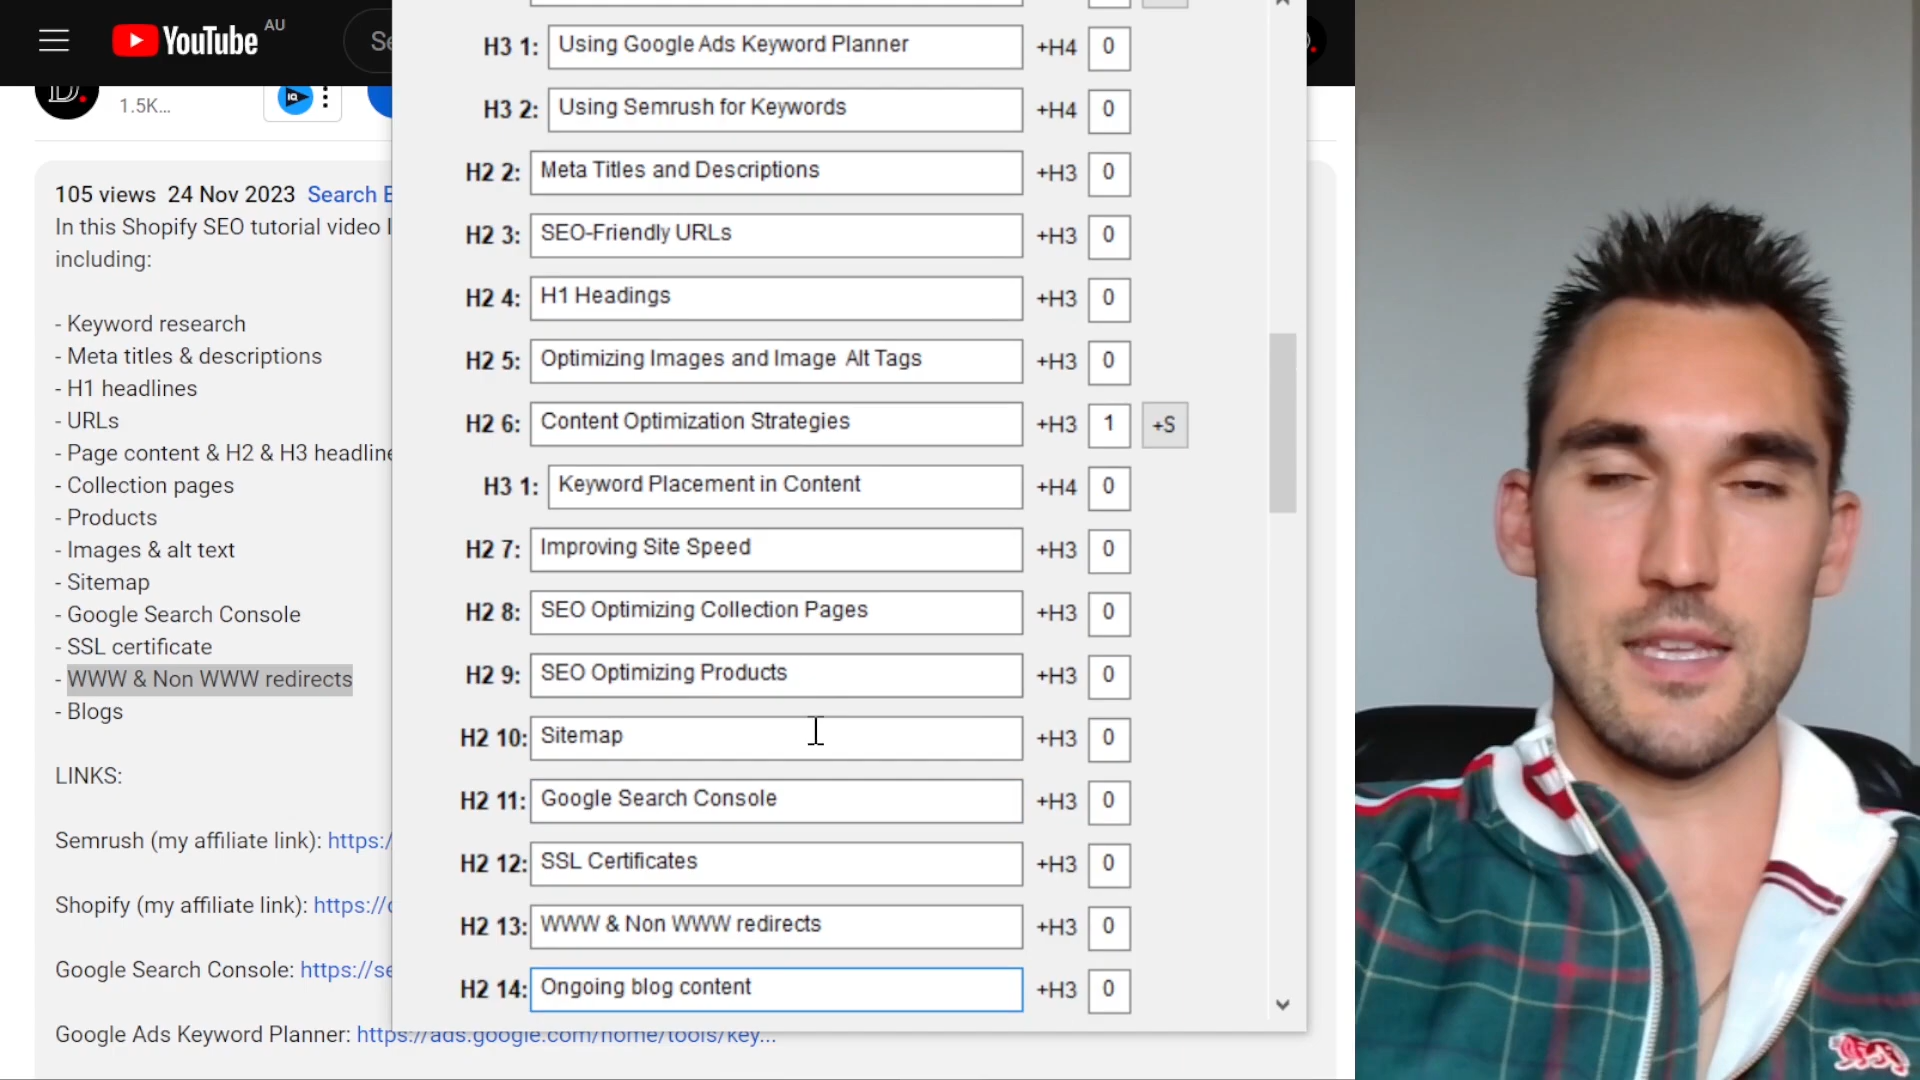 YouTube AU
Se
1.5K...
IQ
105 views 24 Nov 2023 Search E
In this Shopify SEO tutorial video I
including:
- Keyword research
- Meta titles & descriptions
- H1 headlines
- URLs
- Page content & H2 & H3 headline
- Collection pages
- Products
- Images & alt text
- Sitemap
- Google Search Console
- SSL certificate
- WWW & Non WWW redirects
- Blogs
LINKS:
Semrush (my affiliate link): https:/
Shopify (my affiliate link): https://
Google Search Console: https://se
Google Ads Keyword Planner: https://ads.google.com/home/tools/key...
H3 1: Using Google Ads Keyword Planner +H4 0
H3 2: Using Semrush for Keywords +H4 0
H2 2: Meta Titles and Descriptions +H3 0
H2 3: SEO-Friendly URLs +H3 0
H2 4: H1 Headings +H3 0
H2 5: Optimizing Images and Image Alt Tags +H3 0
H2 6: Content Optimization Strategies +H3 1 +S
H3 1: Keyword Placement in Content +H4 0
H2 7: Improving Site Speed +H3 0
H2 8: SEO Optimizing Collection Pages +H3 0
H2 9: SEO Optimizing Products +H3 0
H2 10: Sitemap +H3 0
H2 11: Google Search Console +H3 0
H2 12: SSL Certificates +H3 0
H2 13: WWW & Non WWW redirects +H3 0
H2 14: Ongoing blog content +H3 0